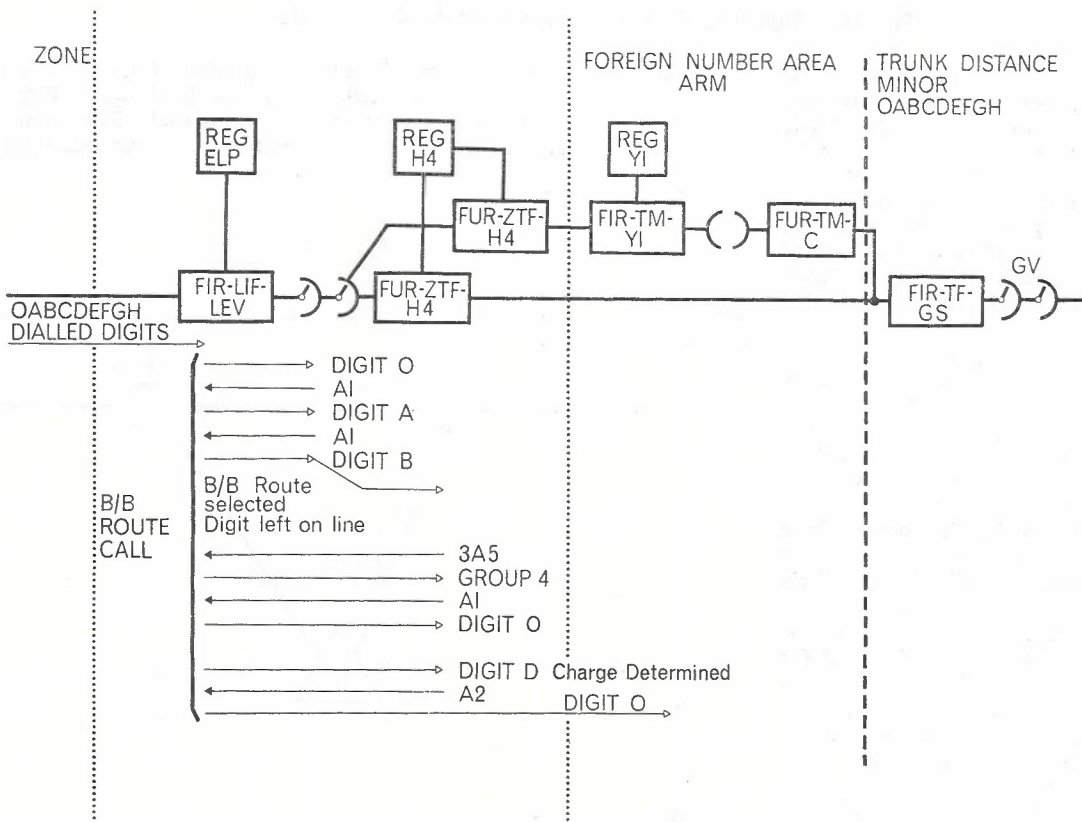 ZONE
FOREIGN NUMBER AREA
ARM
TRUNK DISTANCE
MINOR
OABCDEFGH
REG
ELP
REG
H4
REG
YI
FUR-ZTF-
H4
FIR-TM-
YI
FUR-TM-
C
FIR-LIF-
LEV
FUR-ZTF-
H4
FIR-TF-
GS
GV
OABCDEFGH
DIALLED DIGITS
DIGIT O
AI
DIGIT A
AI
DIGIT B
B/B Route
selected
Digit left on line
B/B
ROUTE
CALL
3A5
GROUP 4
AI
DIGIT O
DIGIT D Charge Determined
A2
DIGIT O